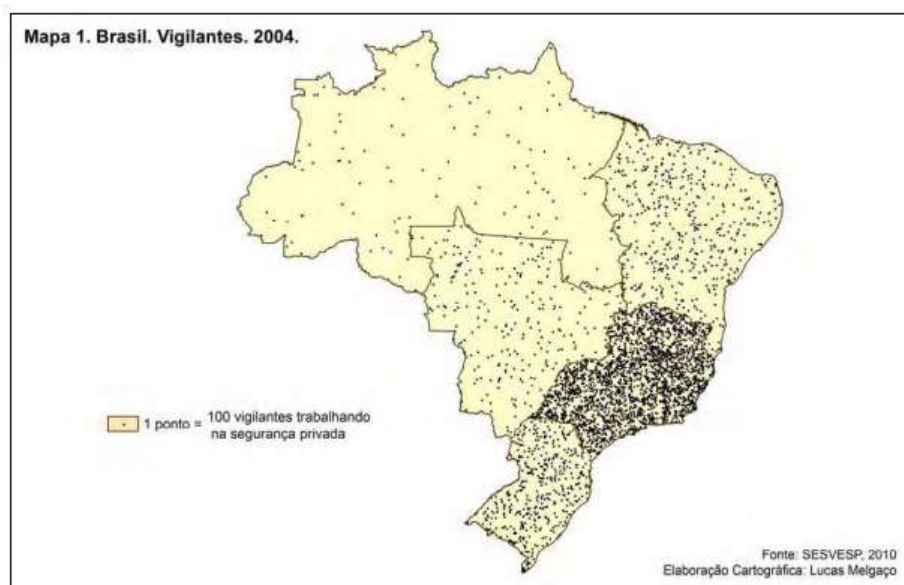 Mapa 1. Brasil. Vigilantes. 2004.
1 ponto = 100 vigilantes trabalhando
na segurança privada
Fonte: SESVESP, 2010
Elaboração Cartográfica: Lucas Melgaço